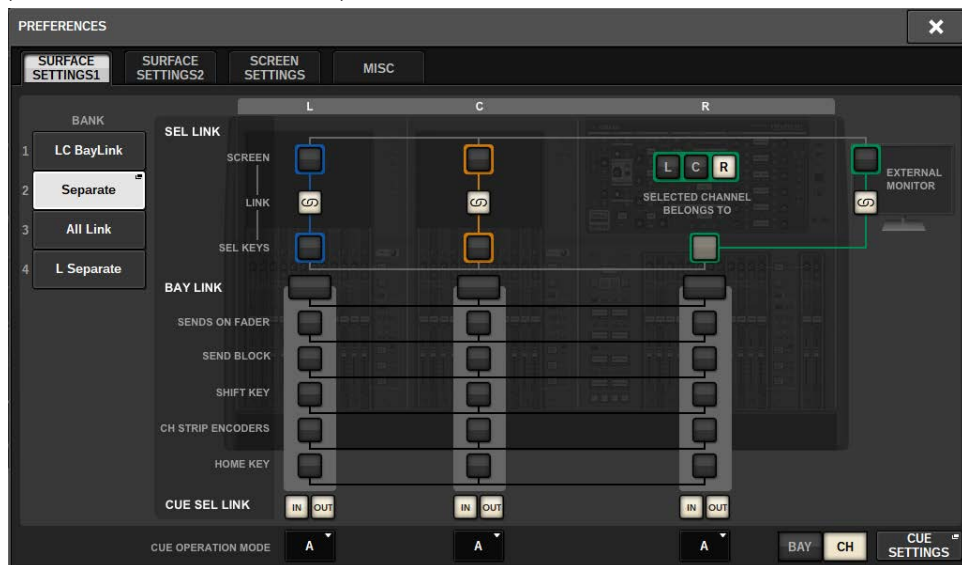 PREFERENCES
SURFACE SETTINGS1
SURFACE SETTINGS2
SCREEN SETTINGS
MISC
L C R
BANK
1 LC BayLink
2 Separate
3 All Link
4 L Separate
SEL LINK
SCREEN
LINK
SEL KEYS
L C R
SELECTED CHANNEL
BELONGS TO
EXTERNAL
MONITOR
BAY LINK
SENDS ON FADER
SEND BLOCK
SHIFT KEY
CH STRIP ENCODERS
HOME KEY
CUE SEL LINK IN OUT IN OUT IN OUT
CUE OPERATION MODE A A A BAY CH
CUE
SETTINGS